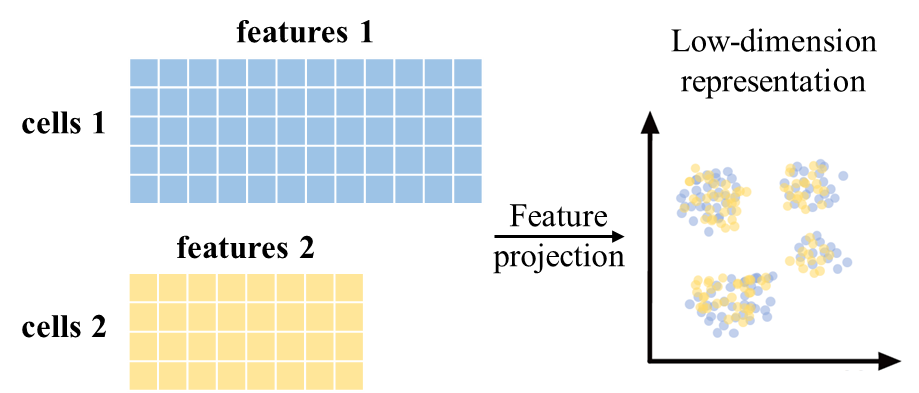 features 1
cells 1
features 2
cells 2
Feature
projection
Low-dimension
representation